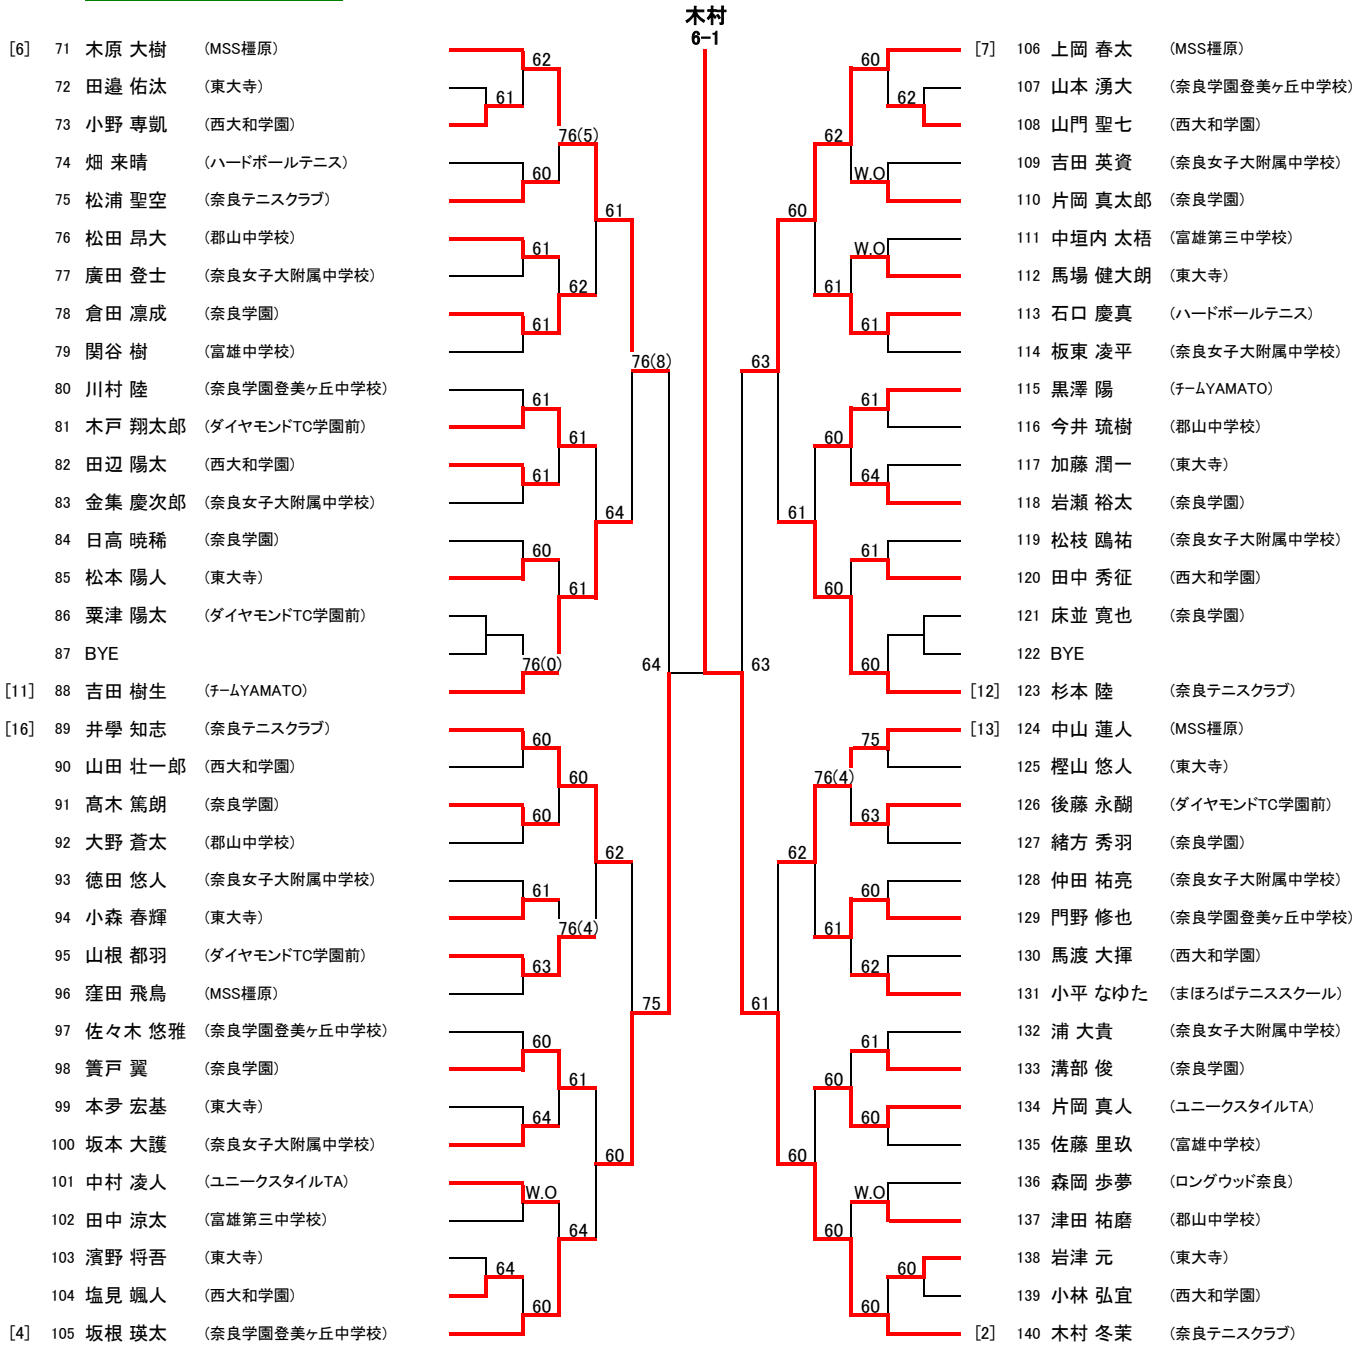 木村
6-1
[6] 71 木原 大樹 (MSS橿原)
62
72 田邉 佑汰 (東大寺)
61
73 小野 専凱 (西大和学園)
76(5)
74 畑 来晴 (ハードボールテニス)
60
75 松浦 聖空 (奈良テニスクラブ)
61
76 松田 昂大 (郡山中学校)
61
77 廣田 登士 (奈良女子大附属中学校)
62
78 倉田 凛成 (奈良学園)
61
79 関谷 樹 (富雄中学校)
76(8)
80 川村 陸 (奈良学園登美ヶ丘中学校)
61
81 木戸 翔太郎 (ダイヤモンドTC学園前)
61
82 田辺 陽太 (西大和学園)
61
83 金集 慶次郎 (奈良女子大附属中学校)
64
84 日高 暁稀 (奈良学園)
60
85 松本 陽人 (東大寺)
61
86 粟津 陽太 (ダイヤモンドTC学園前)
87 BYE
76(0)
64
[11] 88 吉田 樹生 (チームYAMATO)
[16] 89 井學 知志 (奈良テニスクラブ)
60
90 山田 壮一郎 (西大和学園)
60
91 髙木 篤朗 (奈良学園)
60
92 大野 蒼太 (郡山中学校)
62
93 徳田 悠人 (奈良女子大附属中学校)
61
94 小森 春輝 (東大寺)
76(4)
95 山根 都羽 (ダイヤモンドTC学園前)
63
96 窪田 飛鳥 (MSS橿原)
75
97 佐々木 悠雅 (奈良学園登美ヶ丘中学校)
60
98 簀戸 翼 (奈良学園)
61
99 本夛 宏基 (東大寺)
64
100 坂本 大護 (奈良女子大附属中学校)
60
101 中村 凌人 (ユニークスタイルTA)
W.O
102 田中 涼太 (富雄第三中学校)
64
103 濱野 将吾 (東大寺)
64
104 塩見 颯人 (西大和学園)
60
[4] 105 坂根 瑛太 (奈良学園登美ヶ丘中学校)
[7] 106 上岡 春太 (MSS橿原)
60
107 山本 湧大 (奈良学園登美ヶ丘中学校)
62
108 山門 聖七 (西大和学園)
62
109 吉田 英資 (奈良女子大附属中学校)
W.O
110 片岡 真太郎 (奈良学園)
60
111 中垣内 太梧 (富雄第三中学校)
W.O
112 馬場 健大朗 (東大寺)
61
113 石口 慶真 (ハードボールテニス)
61
114 板東 凌平 (奈良女子大附属中学校)
63
115 黒澤 陽 (チームYAMATO)
61
116 今井 琉樹 (郡山中学校)
60
117 加藤 潤一 (東大寺)
64
118 岩瀬 裕太 (奈良学園)
61
119 松枝 鴎祐 (奈良女子大附属中学校)
61
120 田中 秀征 (西大和学園)
60
121 床並 寛也 (奈良学園)
122 BYE
60
63
[12] 123 杉本 陸 (奈良テニスクラブ)
[13] 124 中山 蓮人 (MSS橿原)
75
125 樫山 悠人 (東大寺)
76(4)
126 後藤 永醐 (ダイヤモンドTC学園前)
63
127 緒方 秀羽 (奈良学園)
62
128 仲田 祐亮 (奈良女子大附属中学校)
60
129 門野 修也 (奈良学園登美ヶ丘中学校)
61
130 馬渡 大揮 (西大和学園)
62
131 小平 なゆた (まほろばテニススクール)
61
132 浦 大貴 (奈良女子大附属中学校)
61
133 溝部 俊 (奈良学園)
60
134 片岡 真人 (ユニークスタイルTA)
60
135 佐藤 里玖 (富雄中学校)
60
136 森岡 歩夢 (ロングウッド奈良)
W.O
137 津田 祐磨 (郡山中学校)
60
138 岩津 元 (東大寺)
60
139 小林 弘宜 (西大和学園)
60
[2] 140 木村 冬茉 (奈良テニスクラブ)